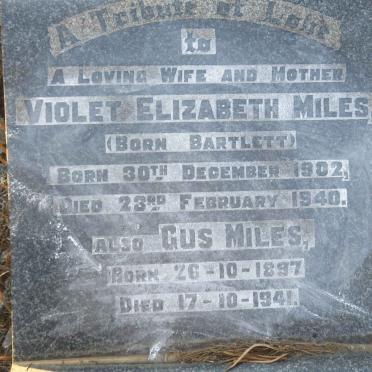 A Tribute of Love
to
A Loving Wife and Mother
Violet Elizabeth Miles
(Born Bartlett)
Born 30th December 1902,
Died 23rd February 1940.
Also Gus Miles,
Born 26-10-1897
Died 17-10-1941.